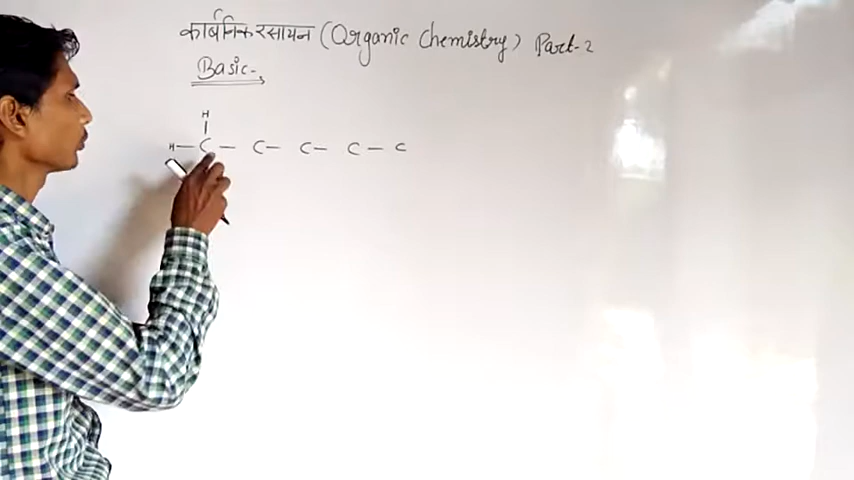 कार्बनिक रसायन (Organic Chemistry) Part-2
Basic-
H
H-C- C- C- C-C